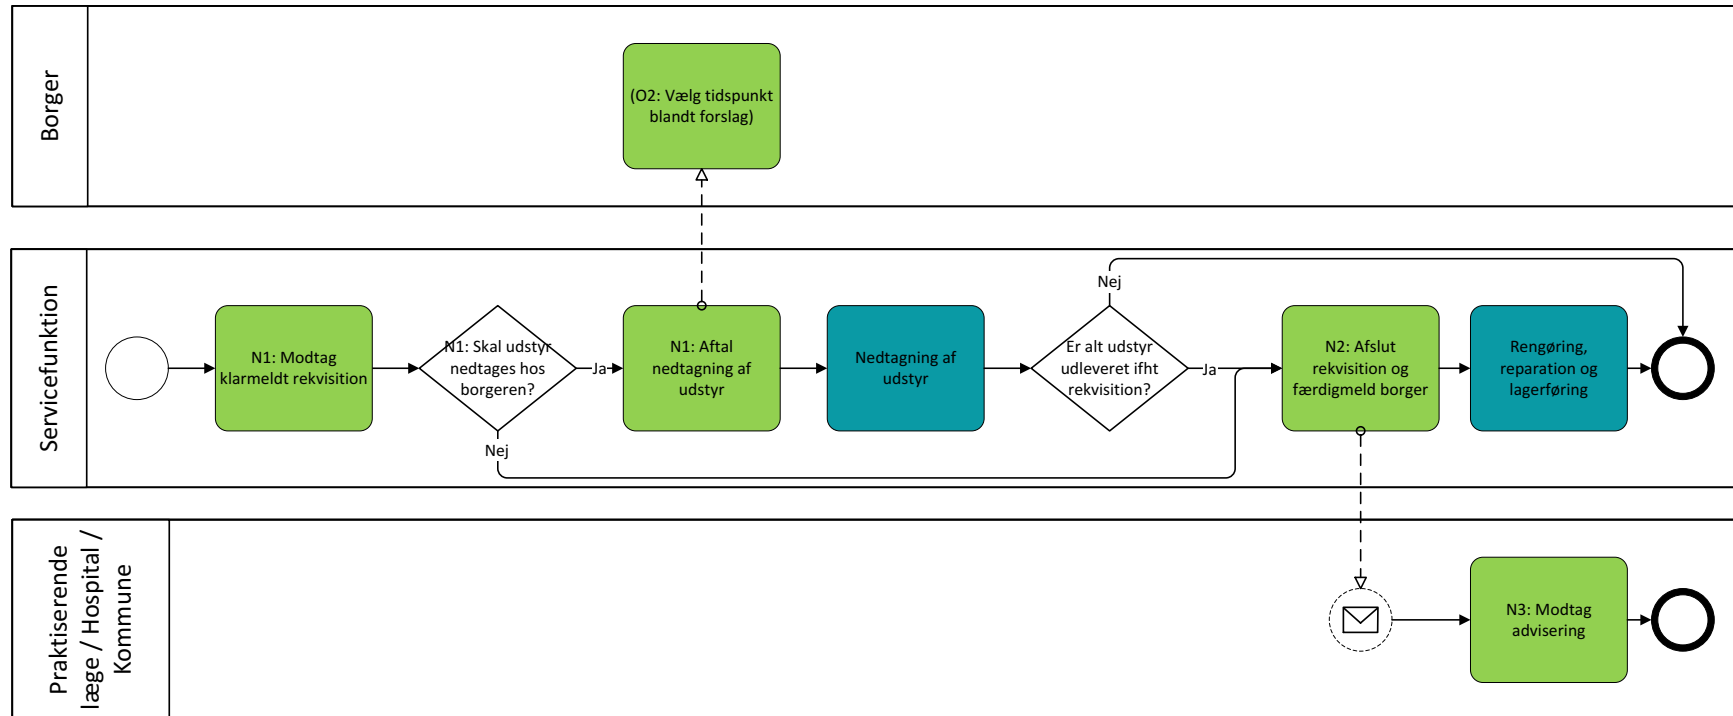 Borger
(O2: Vælg tidspunkt
blandt forslag)
Servicefunktion
N1: Modtag
klarmeldt rekvisition
N1: Skal udstyr
nedtages hos
borgeren?
Ja
Nej
N1: Aftal
nedtagning af
udstyr
Nedtagning af
udstyr
Er alt udstyr
udleveret ifht
rekvisition?
Nej
Ja
N2: Afslut
rekvisition og
færdigmeld borger
Rengøring,
reparation og
lagerføring
Praktiserende
læge / Hospital /
Kommune
N3: Modtag
advisering